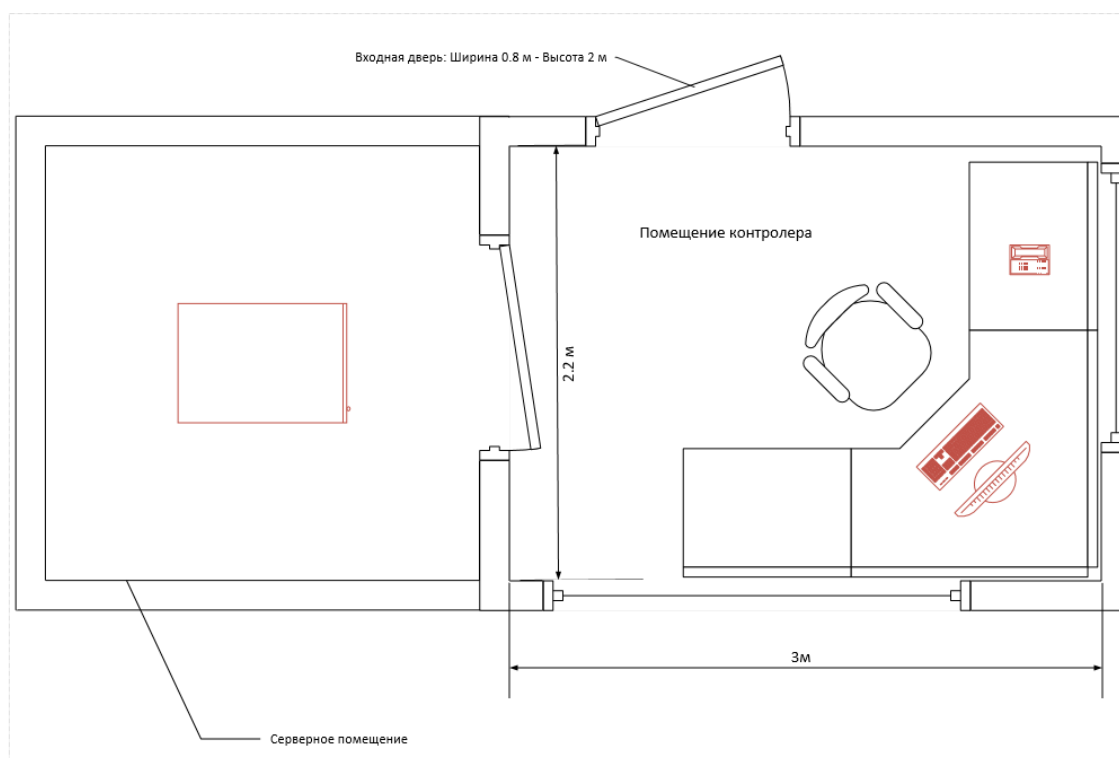 Входная дверь: Ширина 0.8 м - Высота 2 м
Помещение контролера
2.2 м
3м
Серверное помещение